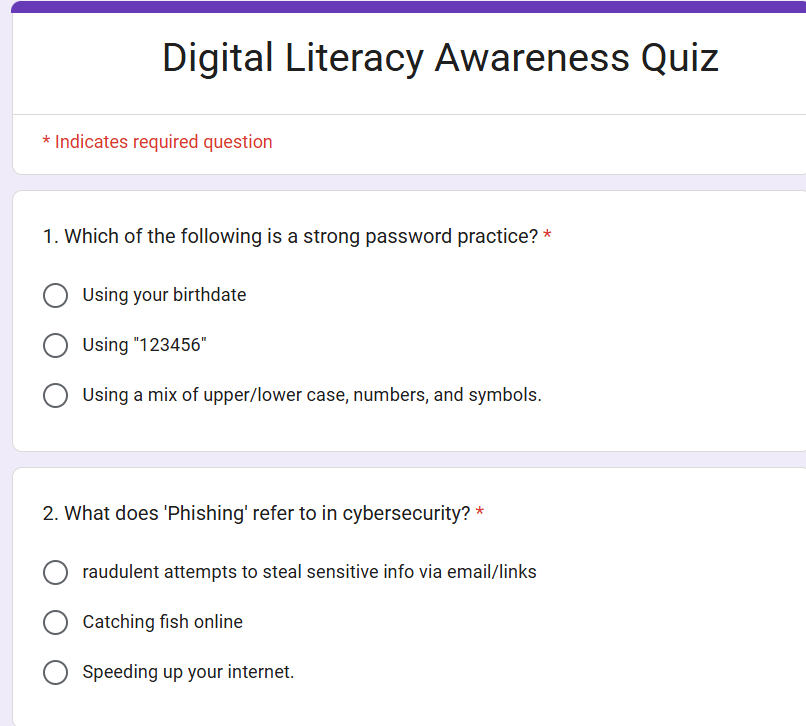 Digital Literacy Awareness Quiz
* Indicates required question
1. Which of the following is a strong password practice? *
Using your birthdate
Using "123456"
Using a mix of upper/lower case, numbers, and symbols.
2. What does 'Phishing' refer to in cybersecurity? *
raudulent attempts to steal sensitive info via email/links
Catching fish online
Speeding up your internet.